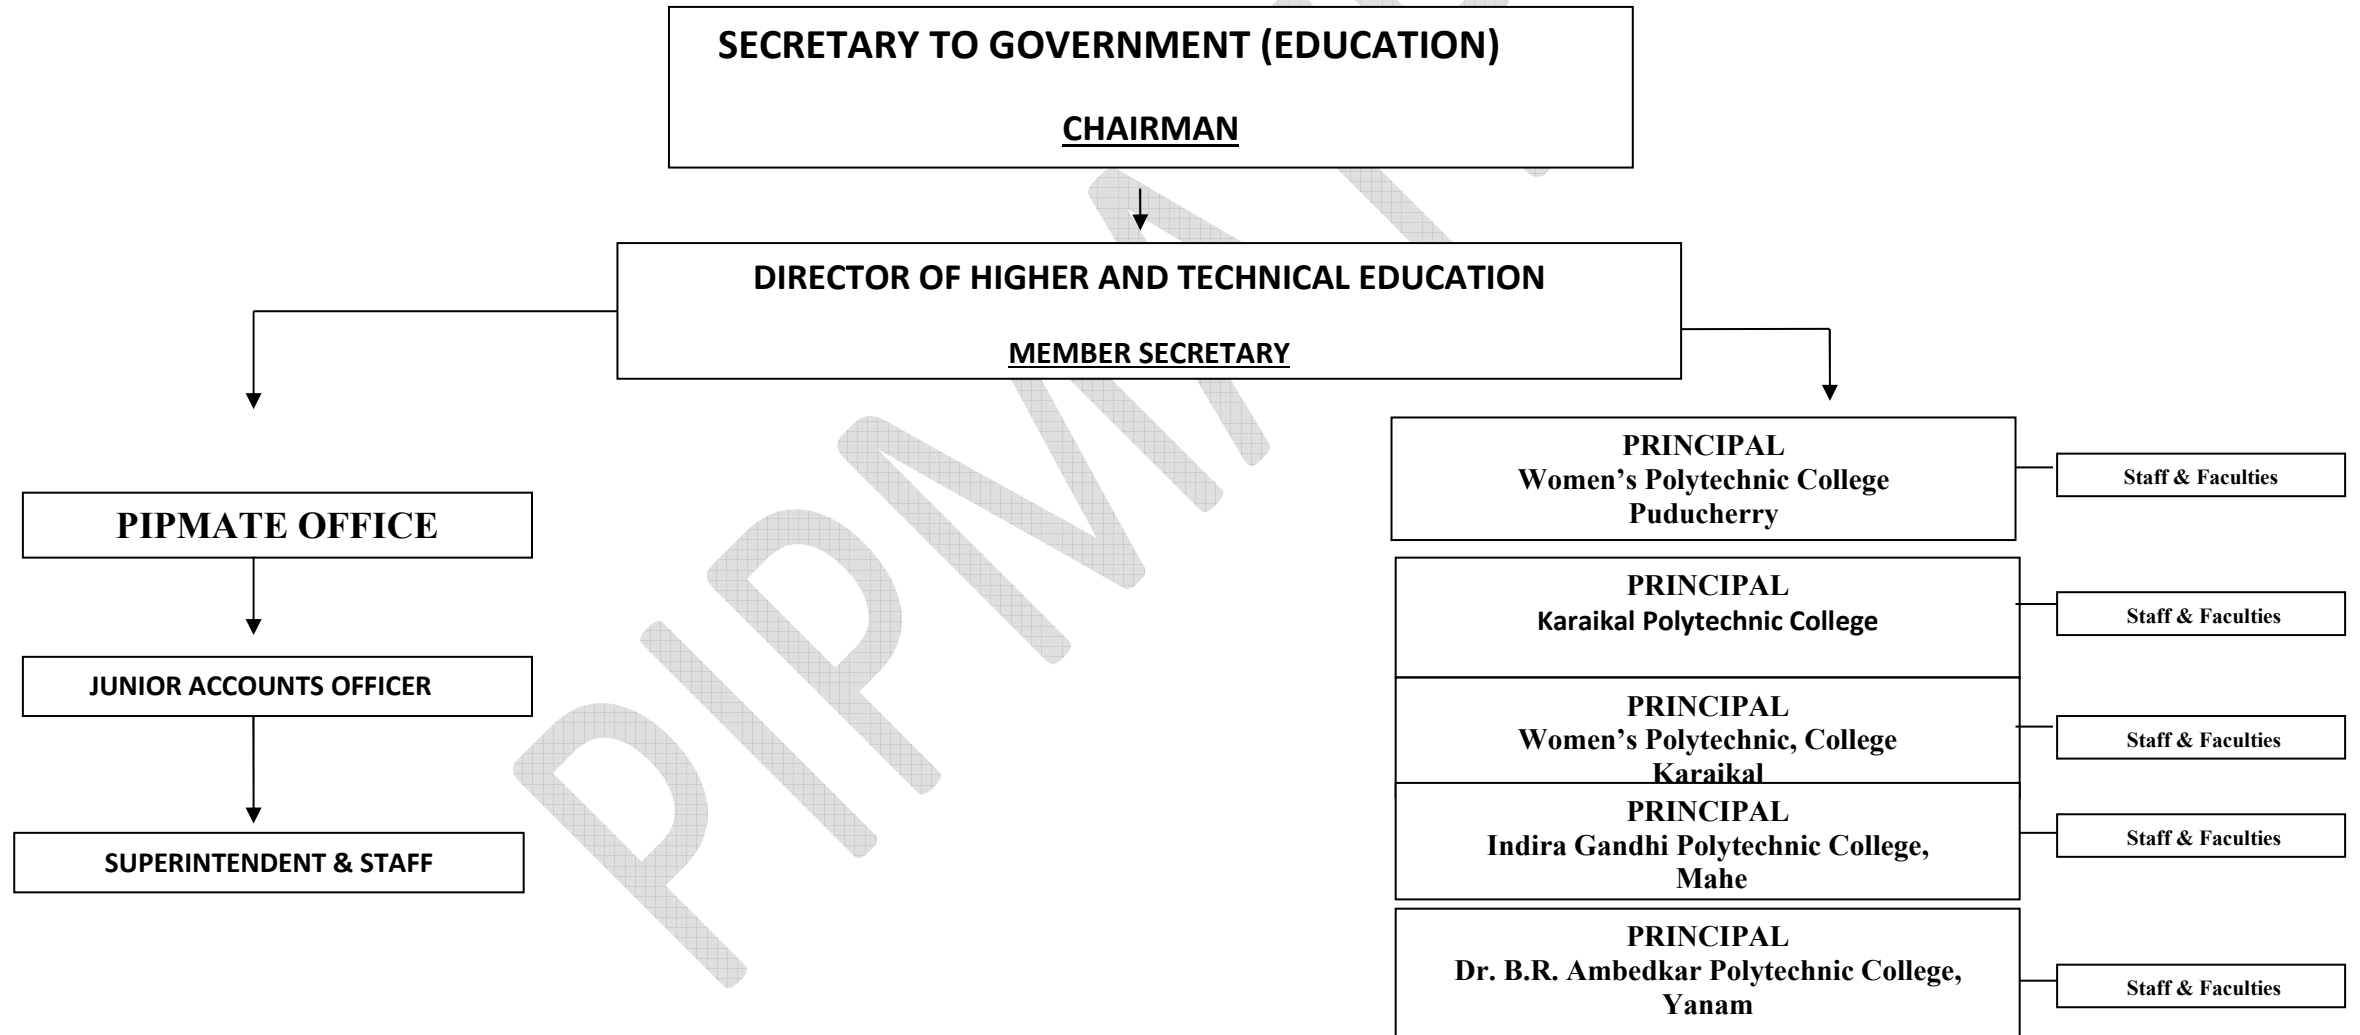 SECRETARY TO GOVERNMENT (EDUCATION)
CHAIRMAN
DIRECTOR OF HIGHER AND TECHNICAL EDUCATION
MEMBER SECRETARY
PIPMATE OFFICE
JUNIOR ACCOUNTS OFFICER
SUPERINTENDENT & STAFF
PRINCIPAL
Women’s Polytechnic College
Puducherry
Staff & Faculties
PRINCIPAL
Karaikal Polytechnic College
Staff & Faculties
PRINCIPAL
Women’s Polytechnic, College
Karaikal
Staff & Faculties
PRINCIPAL
Indira Gandhi Polytechnic College,
Mahe
Staff & Faculties
PRINCIPAL
Dr. B.R. Ambedkar Polytechnic College,
Yanam
Staff & Faculties
PIPMA